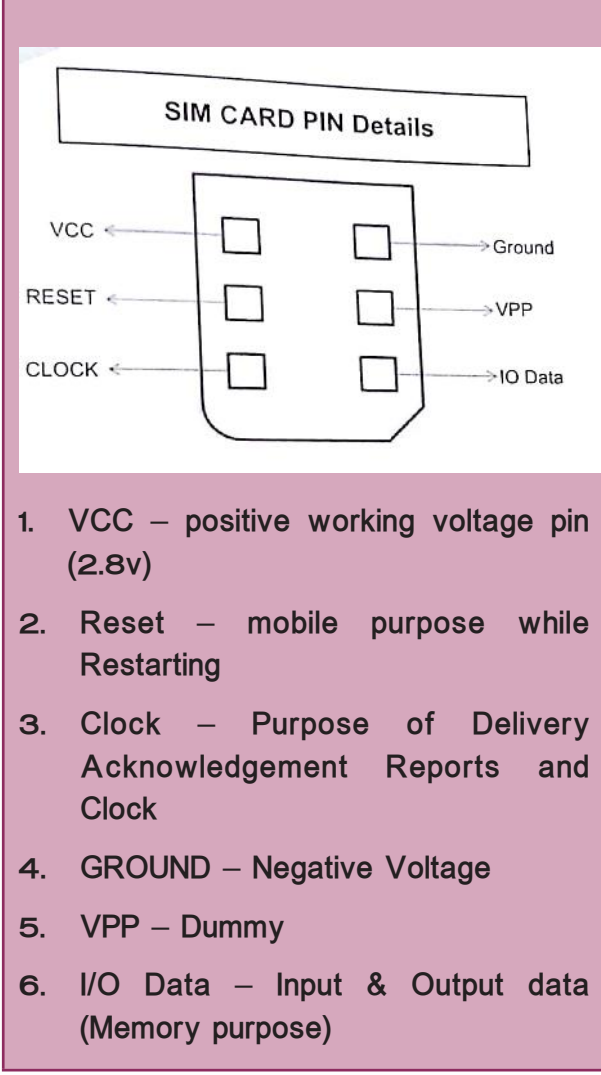 SIM CARD PIN Details
VCC
Ground
RESET
VPP
CLOCK
IO Data
1. VCC – positive working voltage pin
(2.8v)
2. Reset – mobile purpose while
Restarting
3. Clock – Purpose of Delivery
Acknowledgement Reports and
Clock
4. GROUND – Negative Voltage
5. VPP – Dummy
6. I/O Data – Input & Output data
(Memory purpose)